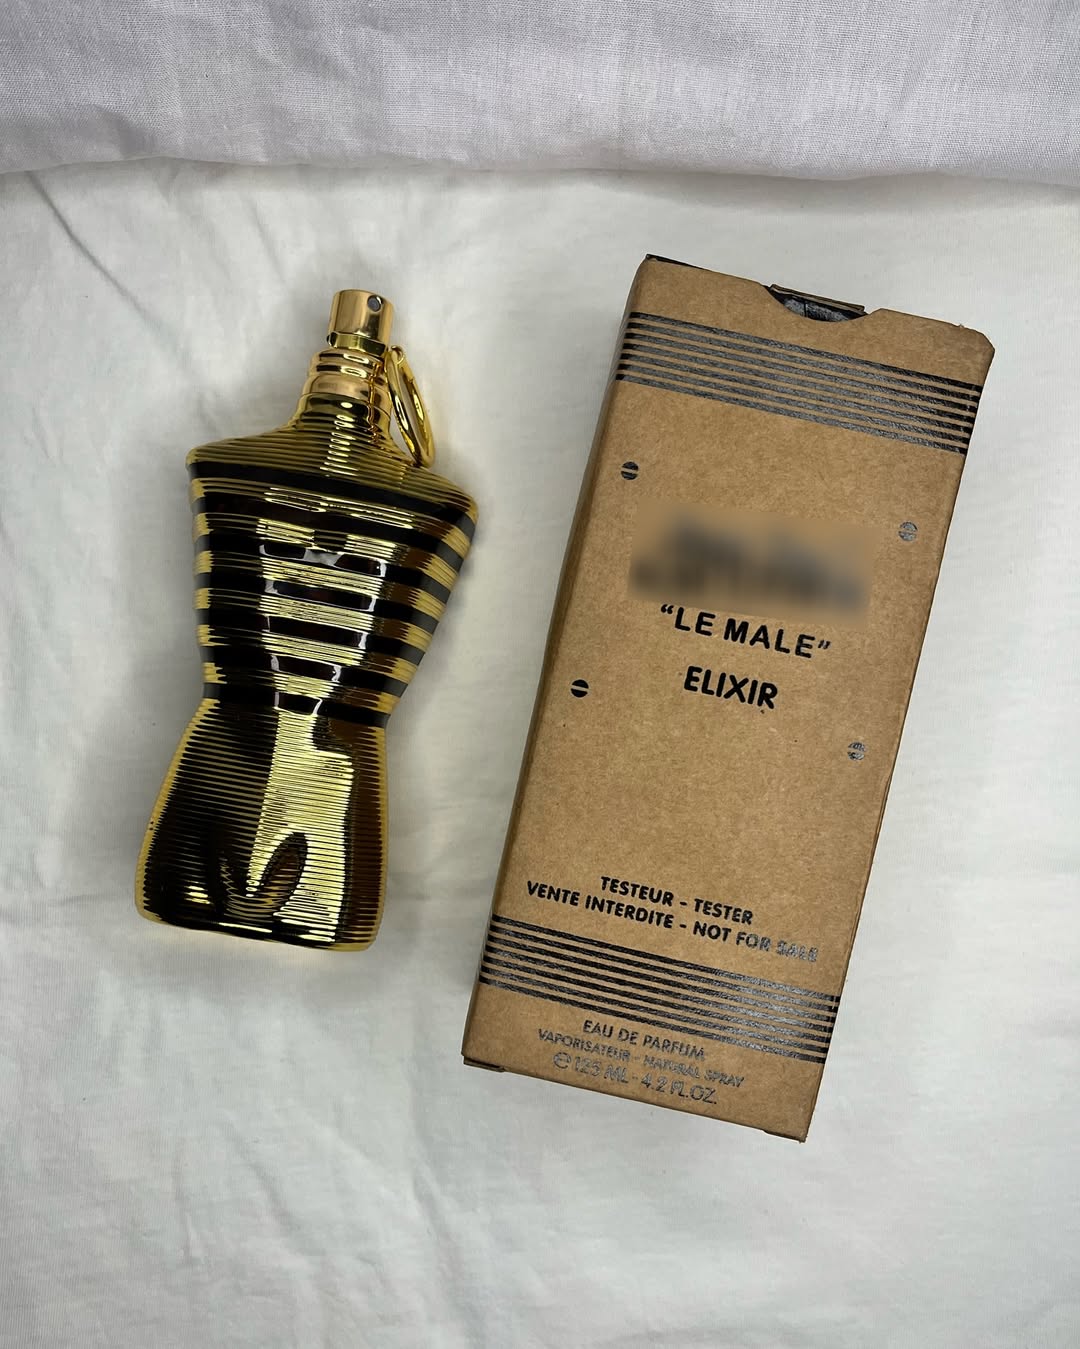 “LE MALE”
ELIXIR
TESTEUR - TESTER
VENTE INTERDITE - NOT FOR SALE
EAU DE PARFUM
VAPORISATEUR - NATURAL SPRAY
℮ 125 ML - 4.2 FL.OZ.